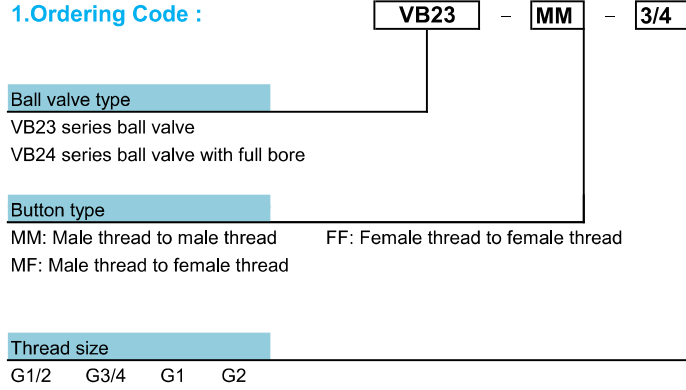 1.Ordering Code : VB23 – MM – 3/4
Ball valve type
VB23 series ball valve
VB24 series ball valve with full bore
Button type
MM: Male thread to male thread FF: Female thread to female thread
MF: Male thread to female thread
Thread size
G1/2 G3/4 G1 G2